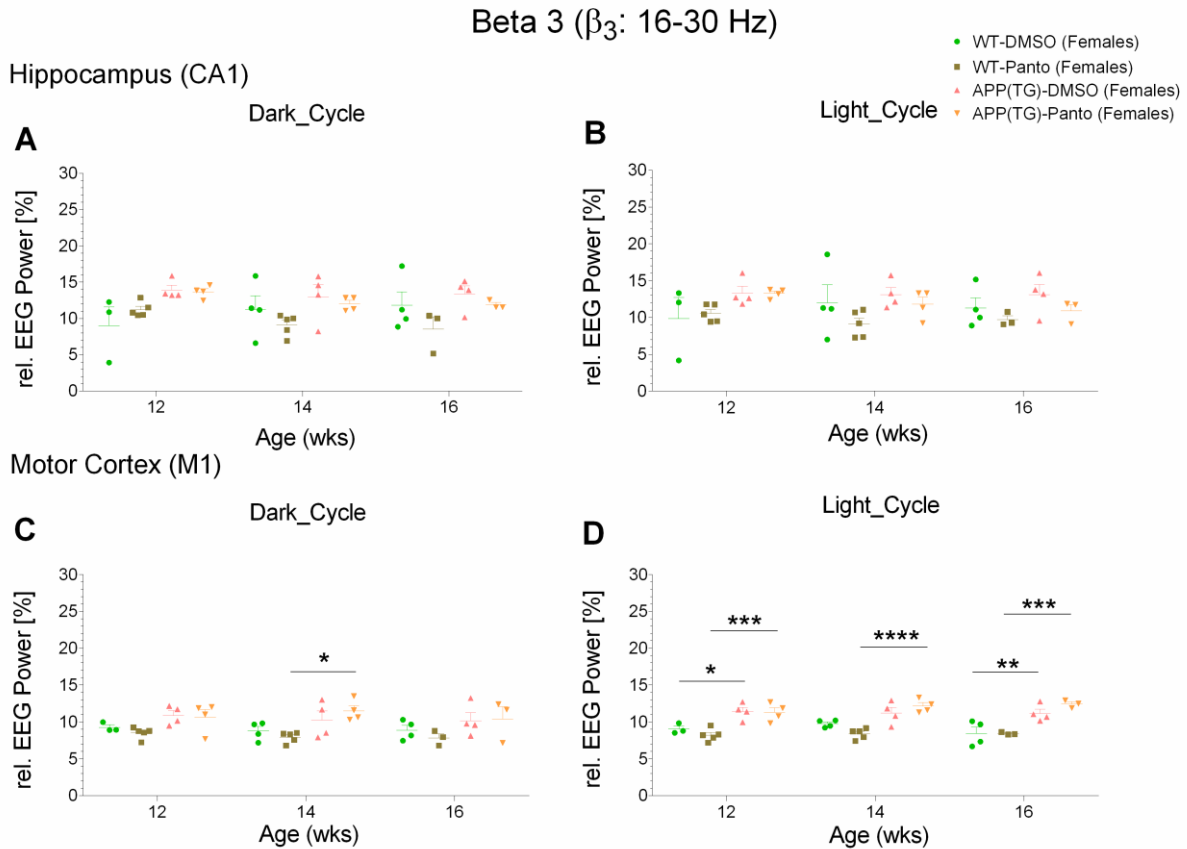 Beta 3 (β3: 16-30 Hz)
WT-DMSO (Females)
WT-Panto (Females)
APP(TG)-DMSO (Females)
APP(TG)-Panto (Females)
Hippocampus (CA1)
Dark_Cycle
Light_Cycle
A
B
rel. EEG Power [%]
30
25
20
15
10
5
0
12
14
16
Age (wks)
rel. EEG Power [%]
30
25
20
15
10
5
0
12
14
16
Age (wks)
Motor Cortex (M1)
Dark_Cycle
Light_Cycle
C
D
rel. EEG Power [%]
30
25
20
15
10
5
0
*
12
14
16
Age (wks)
rel. EEG Power [%]
30
25
20
15
10
5
0
*
***
****
**
***
12
14
16
Age (wks)